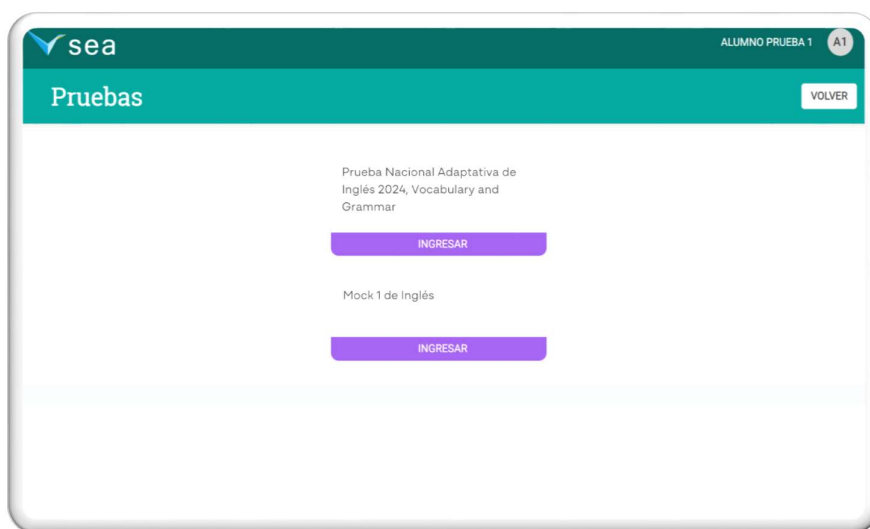 sea
ALUMNO PRUEBA 1
A1
Pruebas
VOLVER
Prueba Nacional Adaptativa de
Inglés 2024, Vocabulary and
Grammar
INGRESAR
Mock 1 de Inglés
INGRESAR